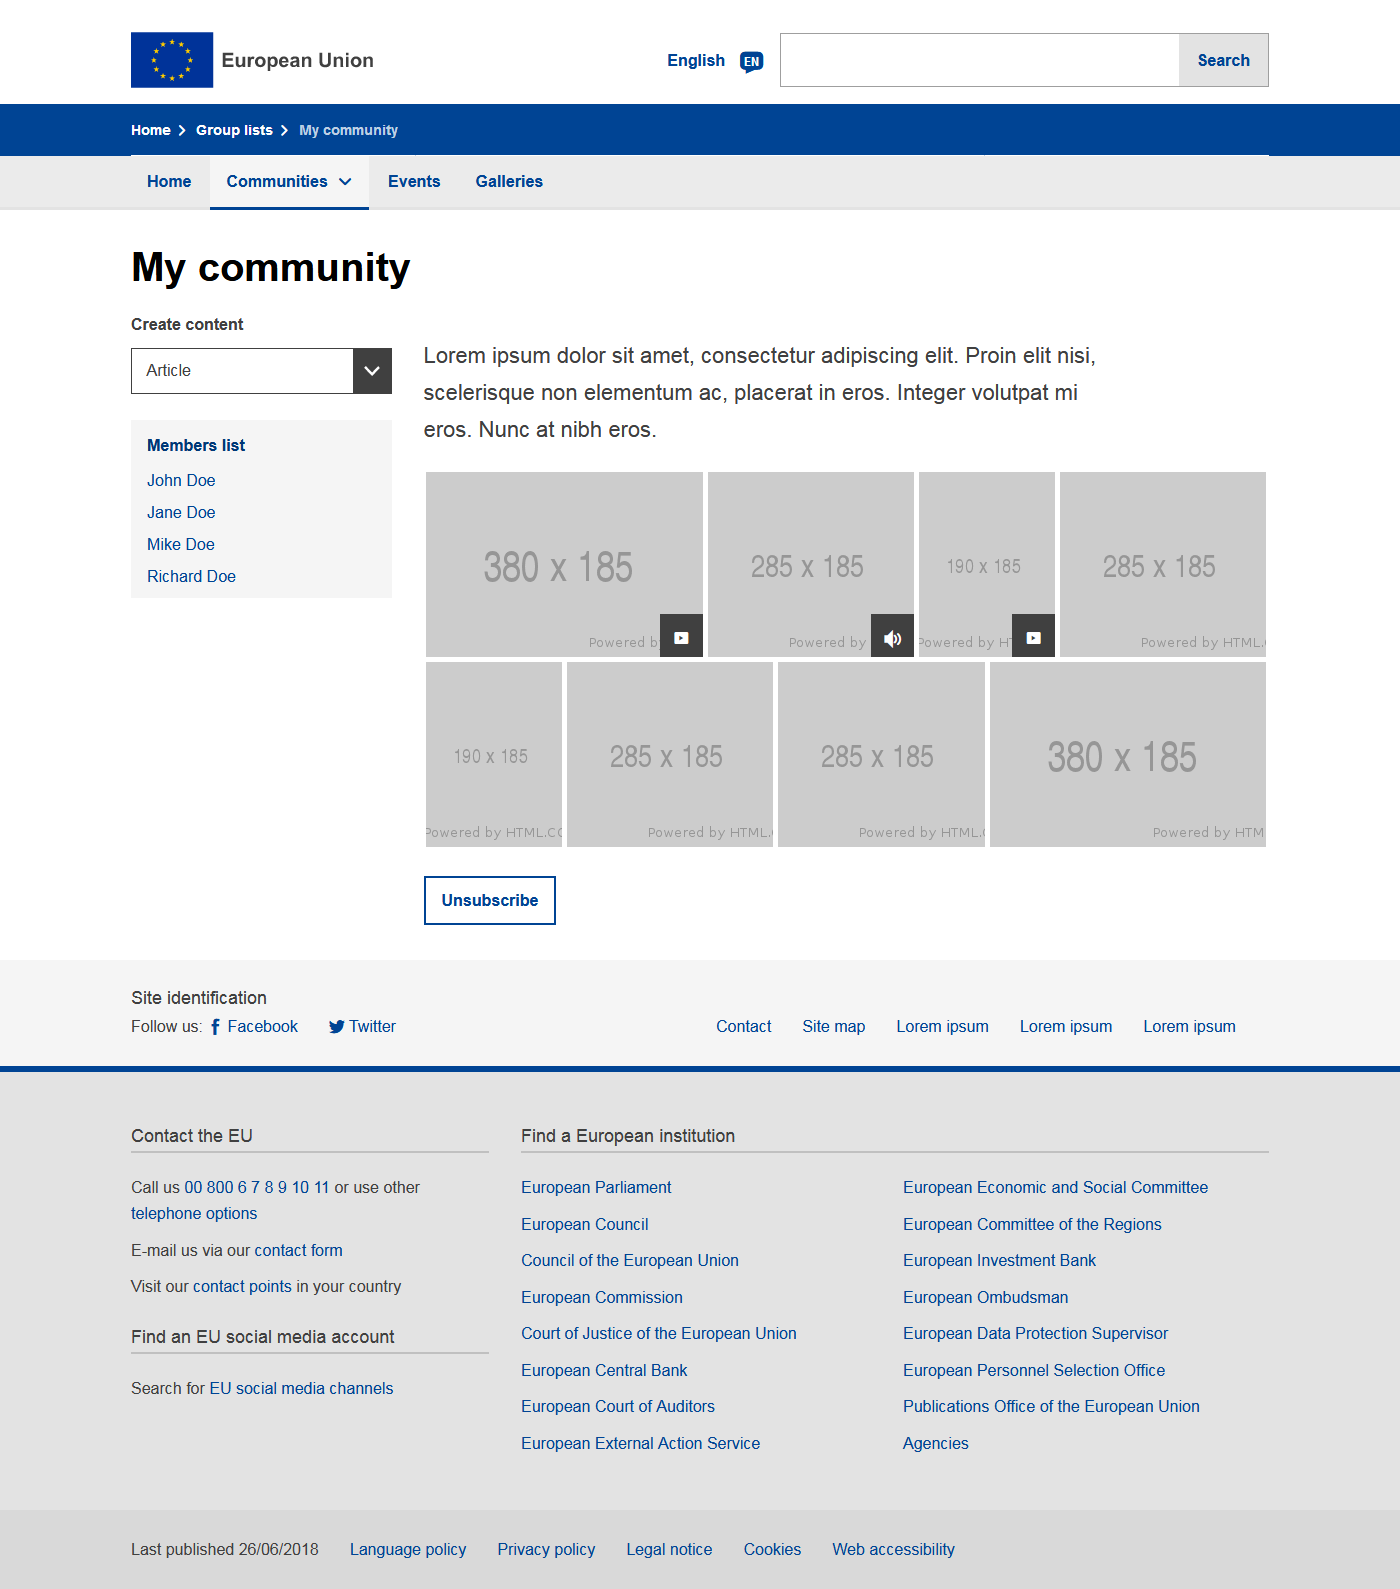 European Union
English EN
Search
Home Group lists My community
Home Communities Events Galleries
My community
Create content
Article
Members list
John Doe
Jane Doe
Mike Doe
Richard Doe
Lorem ipsum dolor sit amet, consectetur adipiscing elit. Proin elit nisi,
scelerisque non elementum ac, placerat in eros. Integer volutpat mi
eros. Nunc at nibh eros.
380 x 185
285 x 185
190 x 185
285 x 185
Powered by
Powered by
Powered by
Powered by HTML.
190 x 185
285 x 185
285 x 185
380 x 185
Powered by HTML.CO
Powered by HTML.
Powered by HTML.
Powered by HTM
Unsubscribe
Site identification
Follow us: Facebook Twitter
Contact Site map Lorem ipsum Lorem ipsum Lorem ipsum
Contact the EU
Call us 00 800 6 7 8 9 10 11 or use other
telephone options
E-mail us via our contact form
Visit our contact points in your country
Find an EU social media account
Search for EU social media channels
Find a European institution
European Parliament
European Council
Council of the European Union
European Commission
Court of Justice of the European Union
European Central Bank
European Court of Auditors
European External Action Service
European Economic and Social Committee
European Committee of the Regions
European Investment Bank
European Ombudsman
European Data Protection Supervisor
European Personnel Selection Office
Publications Office of the European Union
Agencies
Last published 26/06/2018 Language policy Privacy policy Legal notice Cookies Web accessibility